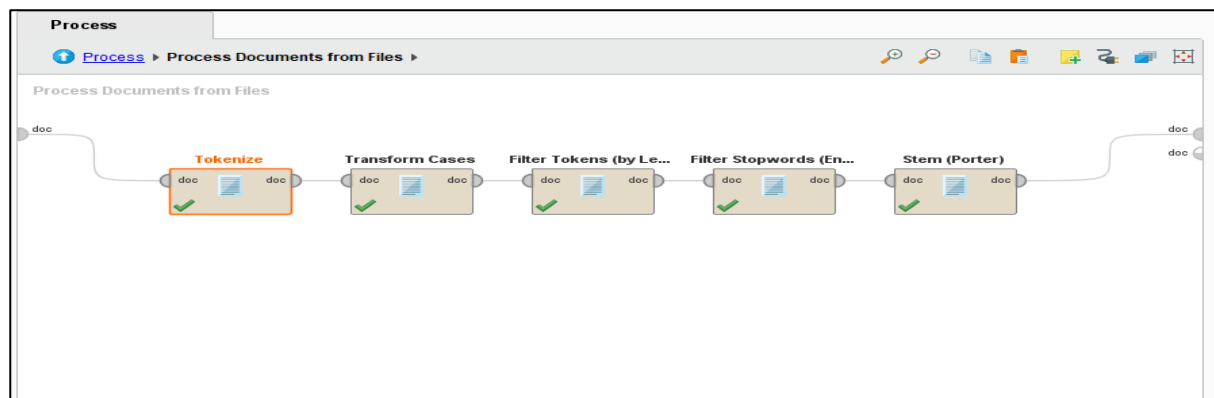 Process
Process ▸ Process Documents from Files ▸
Process Documents from Files
doc doc
doc
Tokenize Transform Cases Filter Tokens (by Le... Filter Stopwords (En... Stem (Porter)
doc doc doc doc doc doc doc doc doc doc